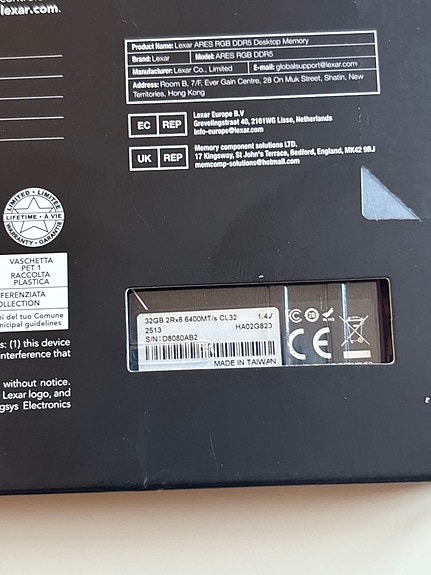 lexar.com.
Product Name: Lexar ARES RGB DDR5 Desktop Memory
Brand: Lexar Model: ARES RGB DDR5
Manufacturer: Lexar Co., Limited E-mail: globalsupport@lexar.com
Address: Room B, 7/F, Ever Gain Centre, 28 On Muk Street, Shatin, New
Territories, Hong Kong
EC REP
Lexar Europe B.V
Grevelingstraat 40, 2161WG Lisse, Netherlands
info-europe@lexar.com
UK REP
Memory component solutions LTD.
17 Kingsway, St John's Terrace, Bedford, England, MK42 9BJ
memcomp-solutions@hotmail.com
LIMITED • LIMITÉE
LIFETIME • À VIE
WARRANTY • GARANTIE
VASCHETTA
PET 1
RACCOLTA
PLASTICA
FERENZIATA
LLECTION
ni del tuo Comune
nicipal guidelines
s: (1) this device
interference that
without notice.
Lexar logo, and
gsys Electronics
32GB 2Rx8 6400MT/s CL32 1.4V
2513 HA02G823
S/N: D8080AB2
MADE IN TAIWAN
CE